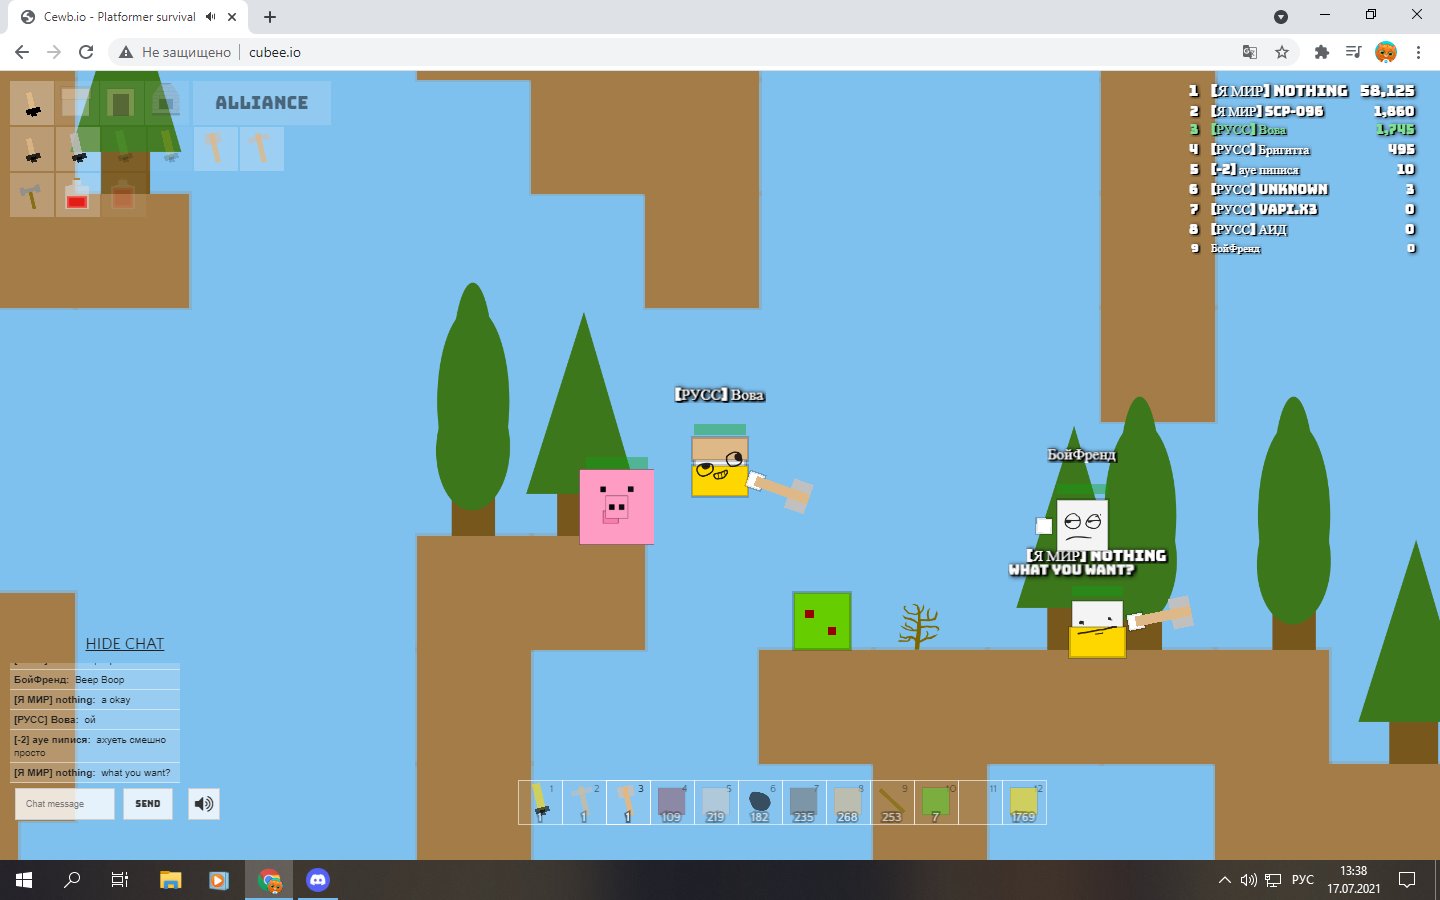 Cewb.io - Platformer survival
Не защищено
cubee.io
ALLIANCE
1 [Я МИР] NOTHING 58,125
2 [Я МИР] SCP-096 1,860
3 [РУСС] Вова 1,745
4 [РУСС] Бригитта 495
5 [-2] ауе пипися 10
6 [РУСС] UNKNOWN 3
7 [РУСС] VAPI.X3 0
8 [РУСС] АИД 0
9 БойФренд 0
[РУСС] Вова
БойФренд
[Я МИР] NOTHING
WHAT YOU WANT?
HIDE CHAT
БойФренд: Beep Boop
[Я МИР] nothing: a okay
[РУСС] Вова: ой
[-2] ауе пипися: ахуеть смешно
просто
[Я МИР] nothing: what you want?
Chat message
SEND
1 2 3 4 5 6 7 8 9 10 11 12
1 1 1 109 219 182 235 268 253 7 1769
РУС
13:38
17.07.2021